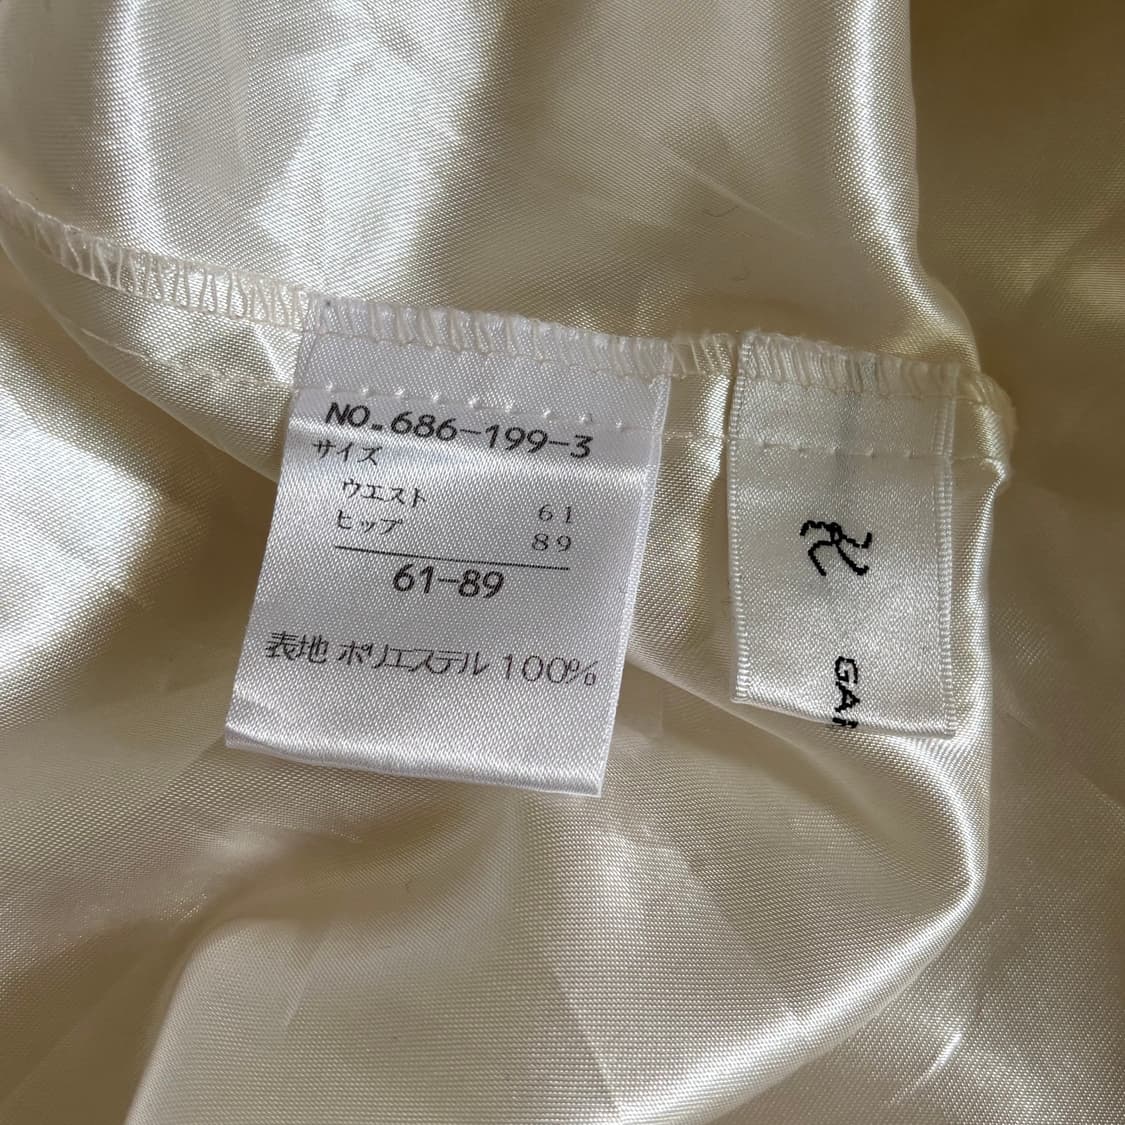 NO.686-199-3
サイズ
ウエスト 61
ヒップ 89
61-89
表地 ポリエステル 100%